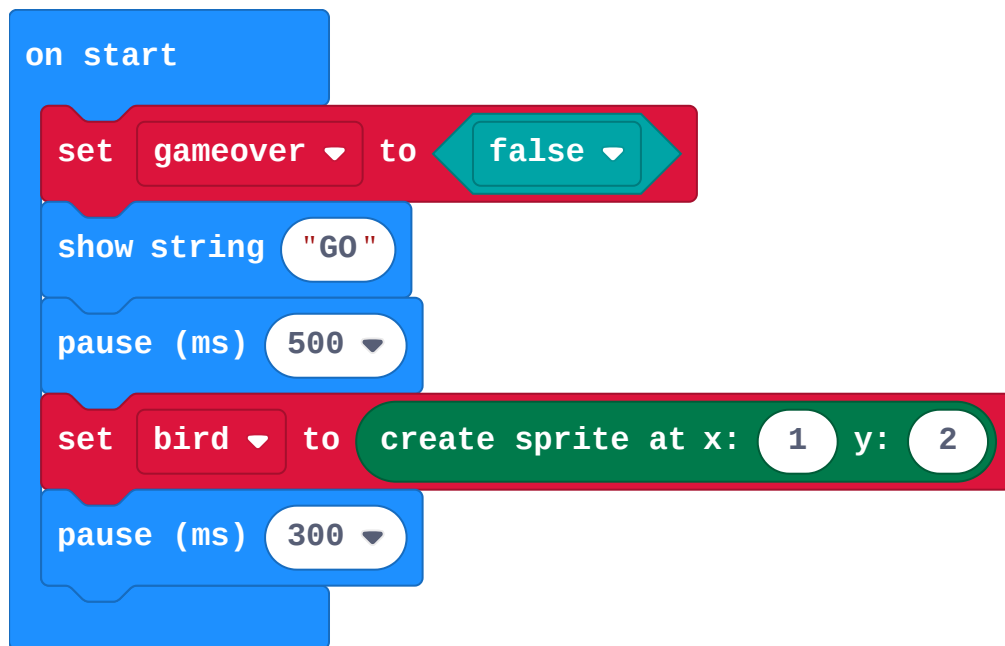 on start
set gameover to false
show string "GO"
pause (ms) 500
set bird to create sprite at x: 1 y: 2
pause (ms) 300